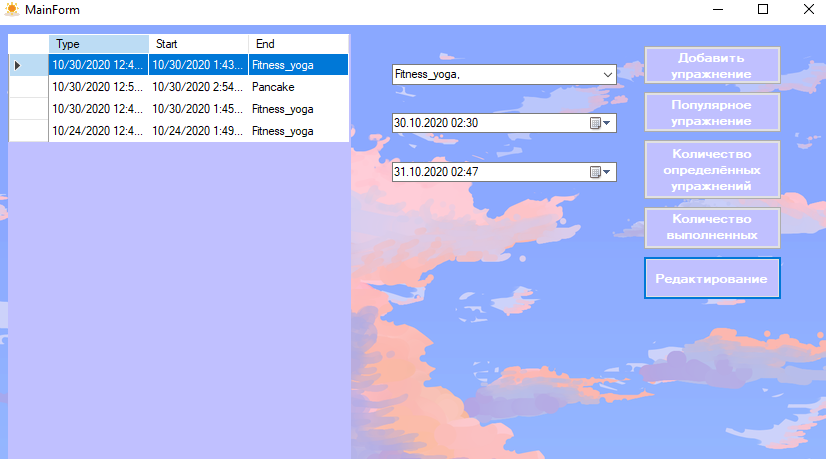 MainForm
Type Start End
10/30/2020 12:4... 10/30/2020 1:43... Fitness_yoga
10/30/2020 12:5... 10/30/2020 2:54... Pancake
10/30/2020 12:4... 10/30/2020 1:45... Fitness_yoga
10/24/2020 12:4... 10/24/2020 1:49... Fitness_yoga
Fitness_yoga,
30.10.2020 02:30
31.10.2020 02:47
Добавить
упражнение
Популярное
упражнение
Количество
определённых
упражнений
Количество
выполненных
Редактирование